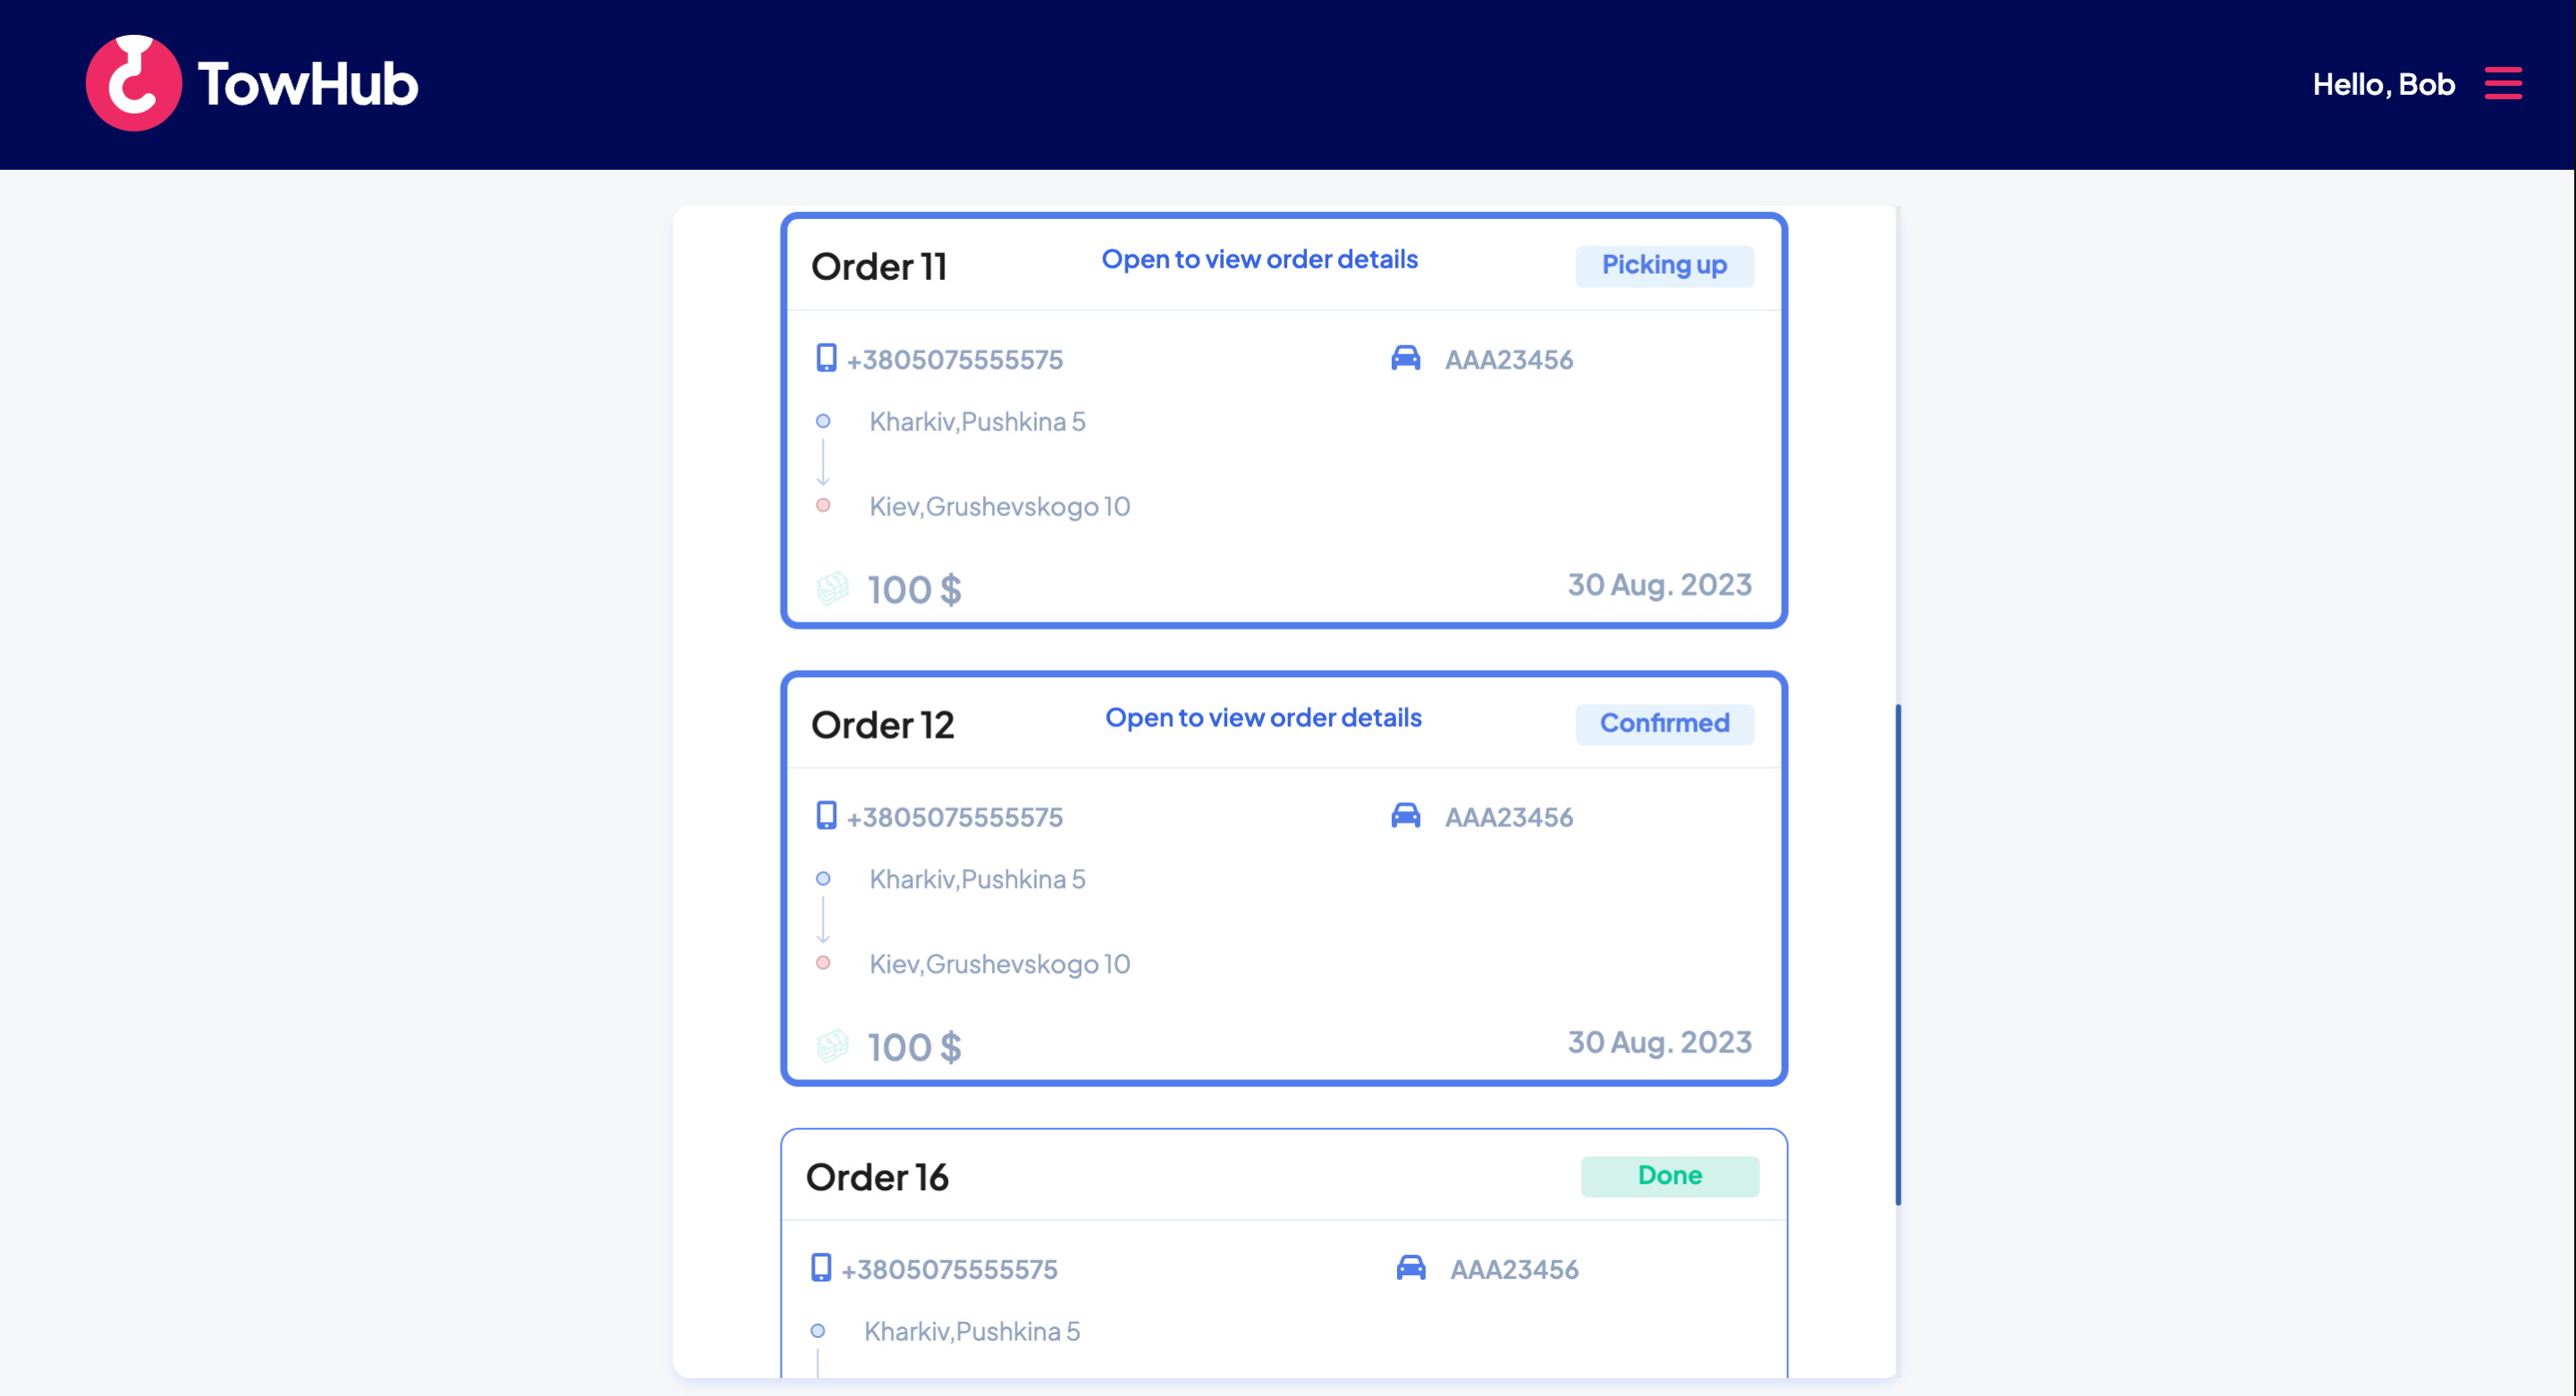 TowHub
Hello, Bob
Order 11
Open to view order details
Picking up
+3805075555575
AAA23456
Kharkiv,Pushkina 5
Kiev,Grushevskogo 10
100 $
30 Aug. 2023
Order 12
Open to view order details
Confirmed
+3805075555575
AAA23456
Kharkiv,Pushkina 5
Kiev,Grushevskogo 10
100 $
30 Aug. 2023
Order 16
Done
+3805075555575
AAA23456
Kharkiv,Pushkina 5